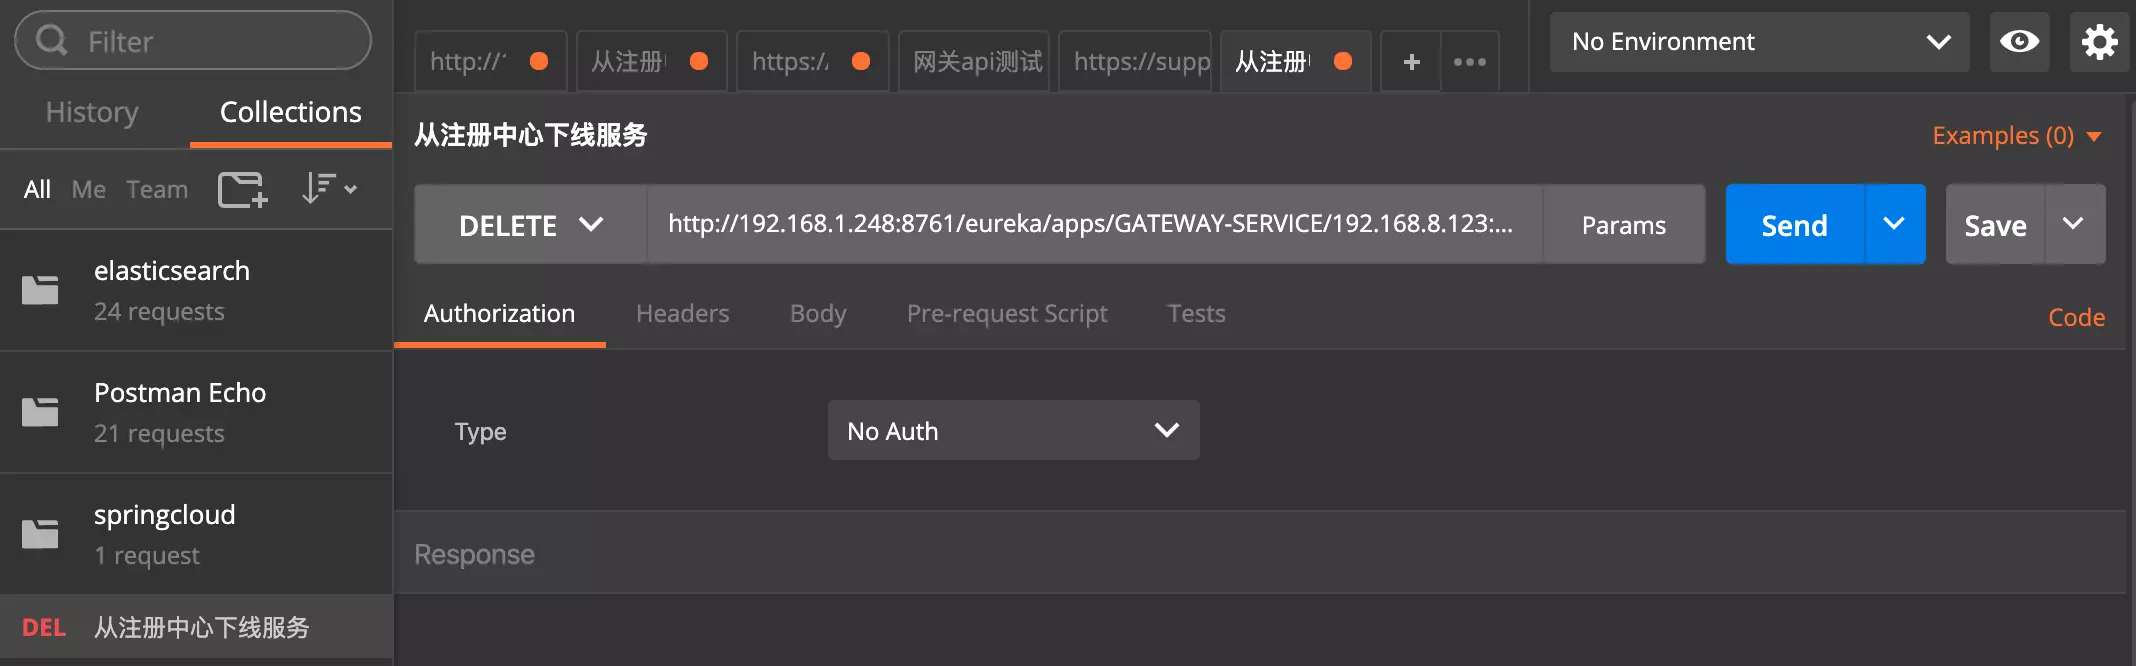 Filter
History Collections
All Me Team
elasticsearch
24 requests
Postman Echo
21 requests
springcloud
1 request
DEL 从注册中心下线服务
http:// 从注册 https:/ 网关api测试 https://supp 从注册 + •••
No Environment
从注册中心下线服务
Examples (0)
DELETE http://192.168.1.248:8761/eureka/apps/GATEWAY-SERVICE/192.168.8.123:... Params Send Save
Authorization Headers Body Pre-request Script Tests Code
Type No Auth
Response